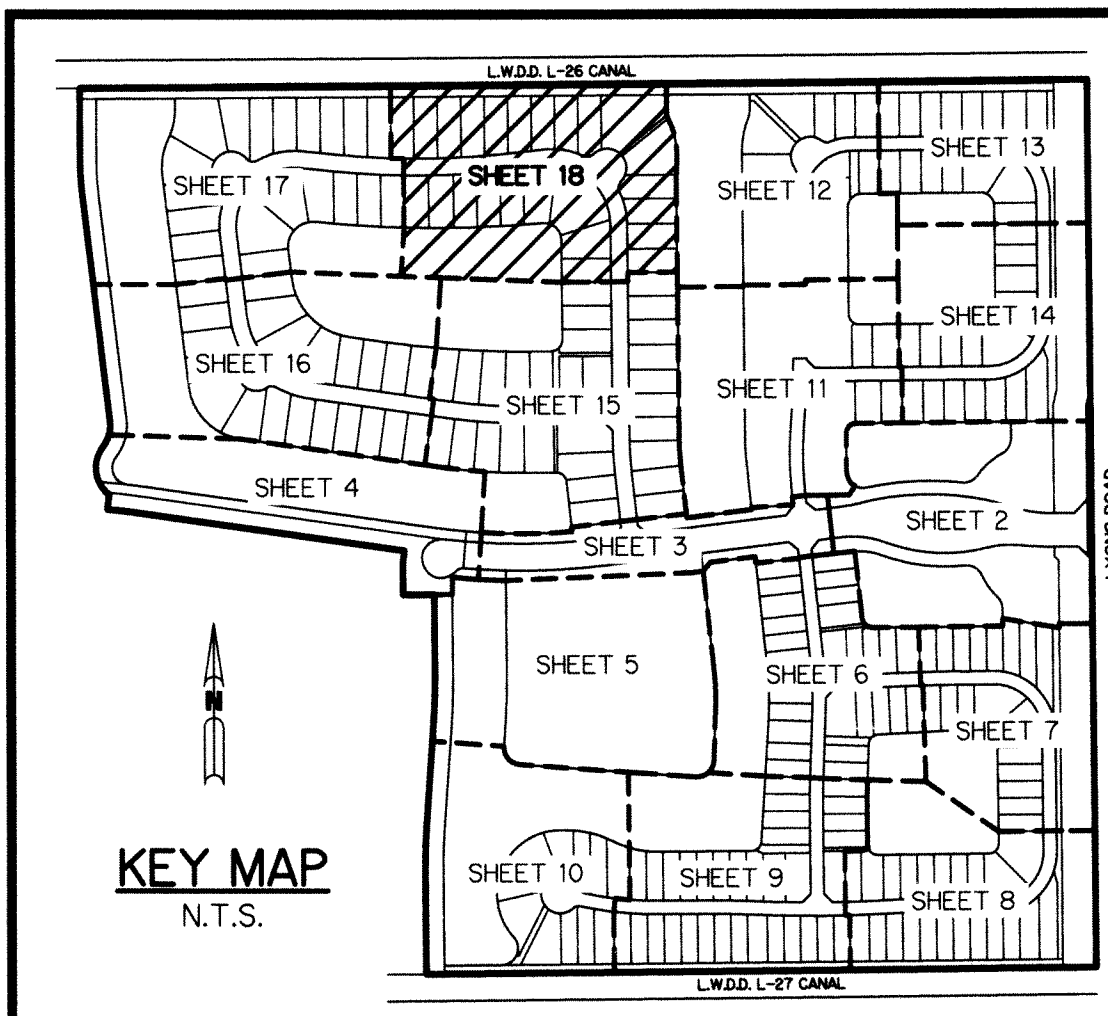 L.W.D.D. L-26 CANAL
SHEET 13
SHEET 17
SHEET 18
SHEET 12
SHEET 14
SHEET 16
SHEET 11
SHEET 15
SHEET 4
SHEET 2
SHEET 3
SHEET 5
SHEET 6
N
SHEET 7
KEY MAP
N.T.S.
SHEET 10
SHEET 9
SHEET 8
L.W.D.D. L-27 CANAL